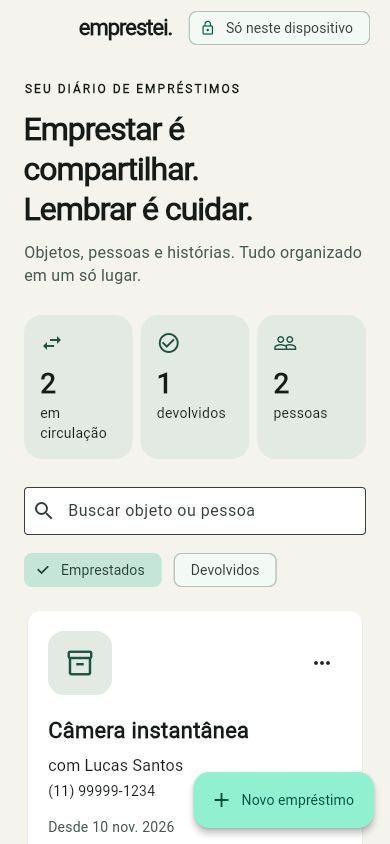 emprestei.
Só neste dispositivo
SEU DIÁRIO DE EMPRÉSTIMOS
Emprestar é
compartilhar.
Lembrar é cuidar.
Objetos, pessoas e histórias. Tudo organizado
em um só lugar.
2
em
circulação
1
devolvidos
2
pessoas
Buscar objeto ou pessoa
Emprestados
Devolvidos
Câmera instantânea
com Lucas Santos
(11) 99999-1234
Desde 10 nov. 2026
Novo empréstimo